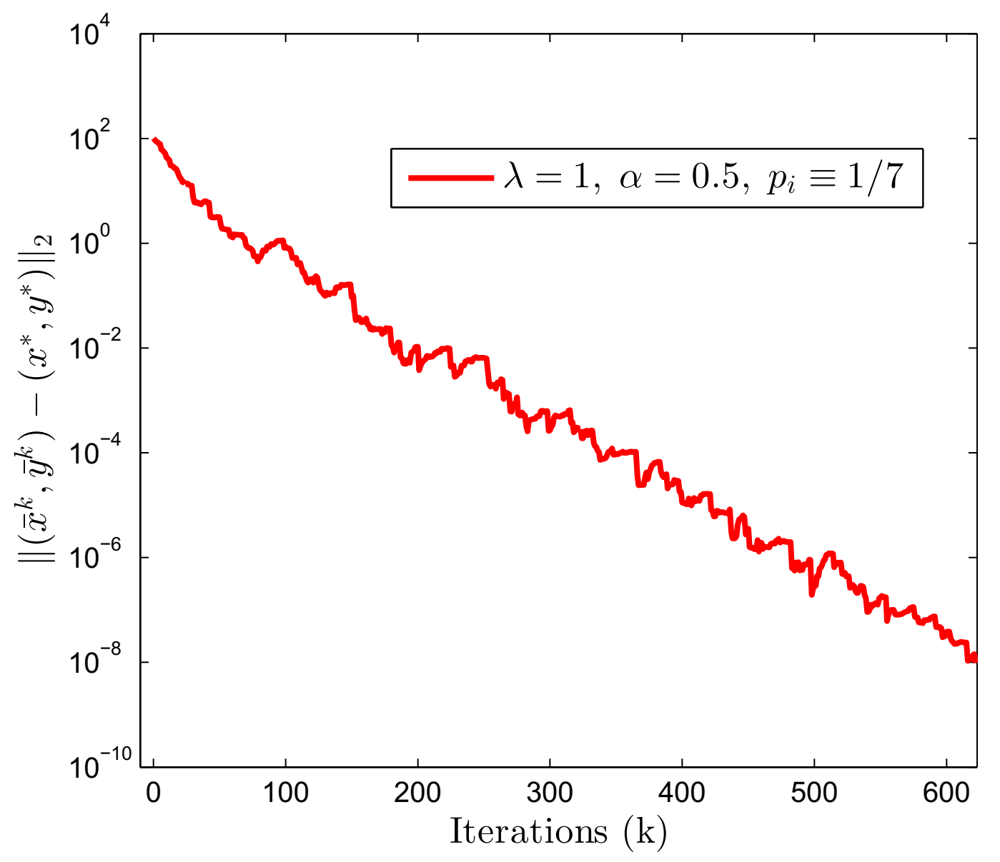 10^4
10^2
10^0
10^−2
10^−4
10^−6
10^−8
10^−10
‖(x̄^k, ȳ^k) − (x*, y*)‖₂
λ = 1, α = 0.5, p_i ≡ 1/7
0 100 200 300 400 500 600
Iterations (k)